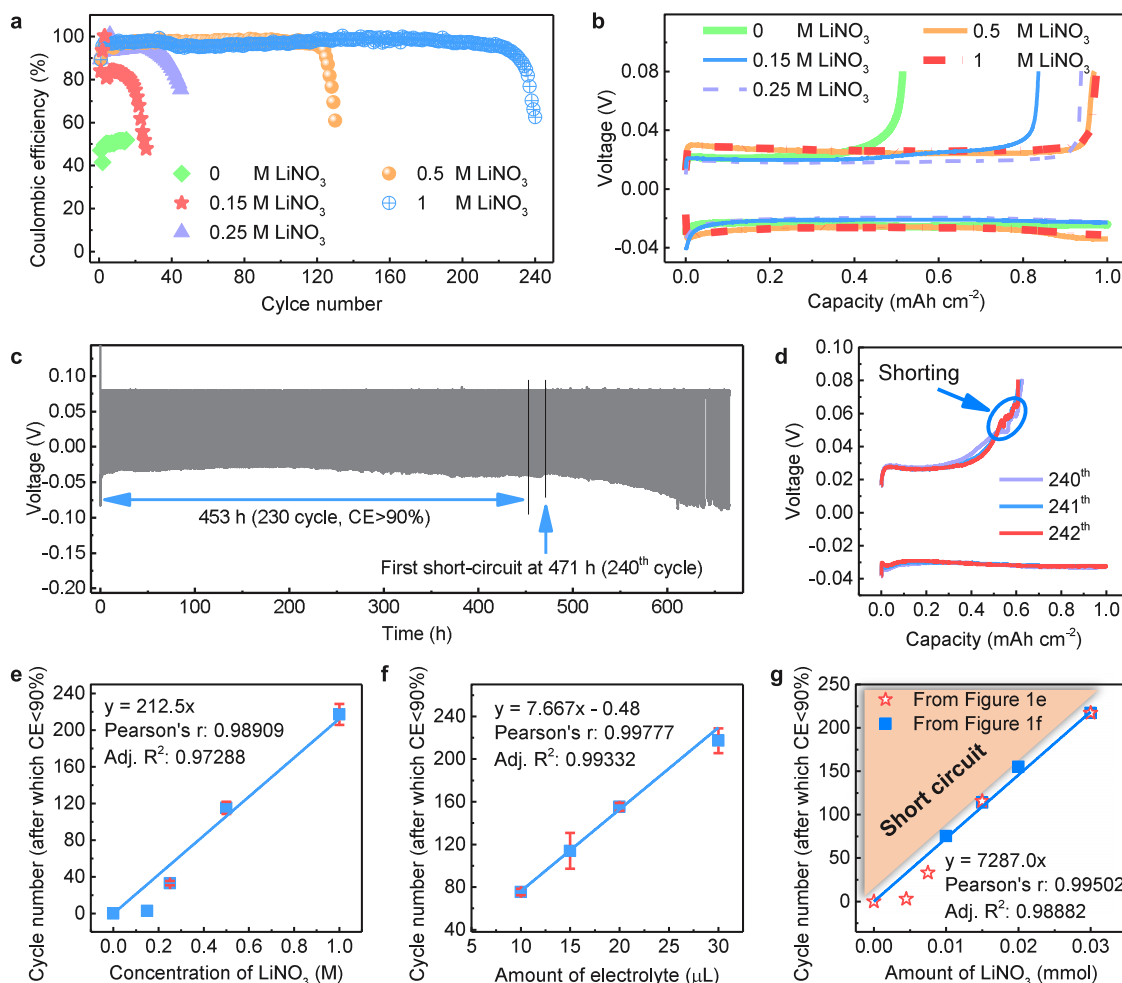 a
Coulombic efficiency (%)
100
80
60
40
20
0
0 40 80 120 160 200 240
Cylce number
0 M LiNO3
0.15 M LiNO3
0.25 M LiNO3
0.5 M LiNO3
1 M LiNO3
b
Voltage (V)
0.08
0.04
0.00
−0.04
0.0 0.2 0.4 0.6 0.8 1.0
Capacity (mAh cm−2)
0 M LiNO3
0.15 M LiNO3
0.25 M LiNO3
0.5 M LiNO3
1 M LiNO3
c
Voltage (V)
0.10
0.05
0.00
−0.05
−0.10
−0.15
−0.20
0 100 200 300 400 500 600
Time (h)
453 h (230 cycle, CE>90%)
First short-circuit at 471 h (240th cycle)
d
Voltage (V)
0.10
0.08
0.06
0.04
0.02
0.00
−0.02
−0.04
0.0 0.2 0.4 0.6 0.8 1.0
Capacity (mAh cm−2)
Shorting
240th
241th
242th
e
Cycle number (after which CE<90%)
240
200
160
120
80
40
0
0.0 0.2 0.4 0.6 0.8 1.0
Concentration of LiNO3 (M)
y = 212.5x
Pearson's r: 0.98909
Adj. R2: 0.97288
f
Cycle number (after which CE<90%)
240
200
160
120
80
40
5 10 15 20 25 30
Amount of electrolyte (μL)
y = 7.667x - 0.48
Pearson's r: 0.99777
Adj. R2: 0.99332
g
Cycle number (after which CE<90%)
250
200
150
100
50
0
0.00 0.01 0.02 0.03
Amount of LiNO3 (mmol)
From Figure 1e
From Figure 1f
Short circuit
y = 7287.0x
Pearson's r: 0.99502
Adj. R2: 0.98882